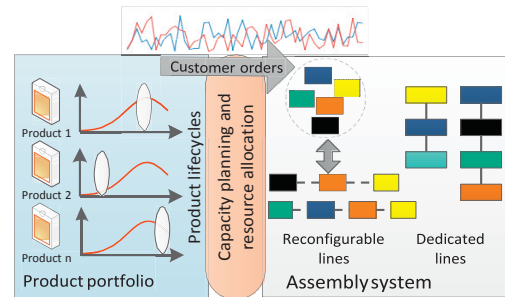 Customer orders
Product 1
Product 2
Product n
Product lifecycles
Capacity planning and
resource allocation
Reconfigurable
lines
Dedicated
lines
Product portfolio
Assembly system